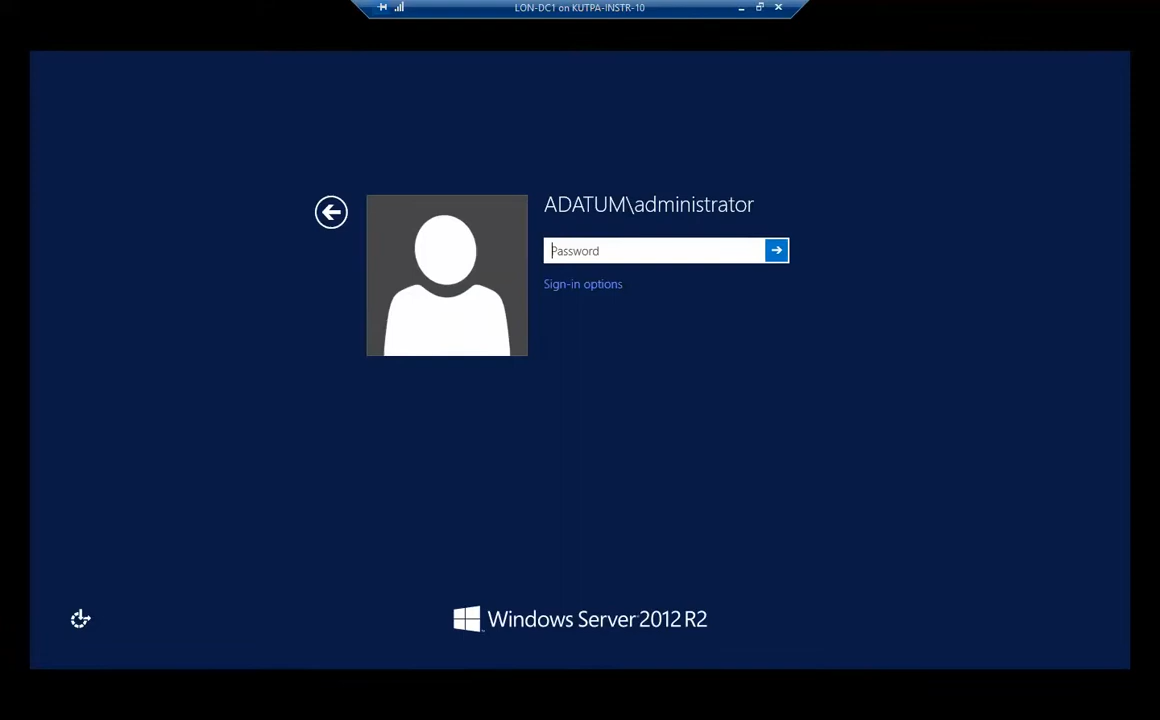 LON-DC1 on KUTPA-INSTR-10
ADATUM\administrator
Password
Sign-in options
Windows Server 2012 R2